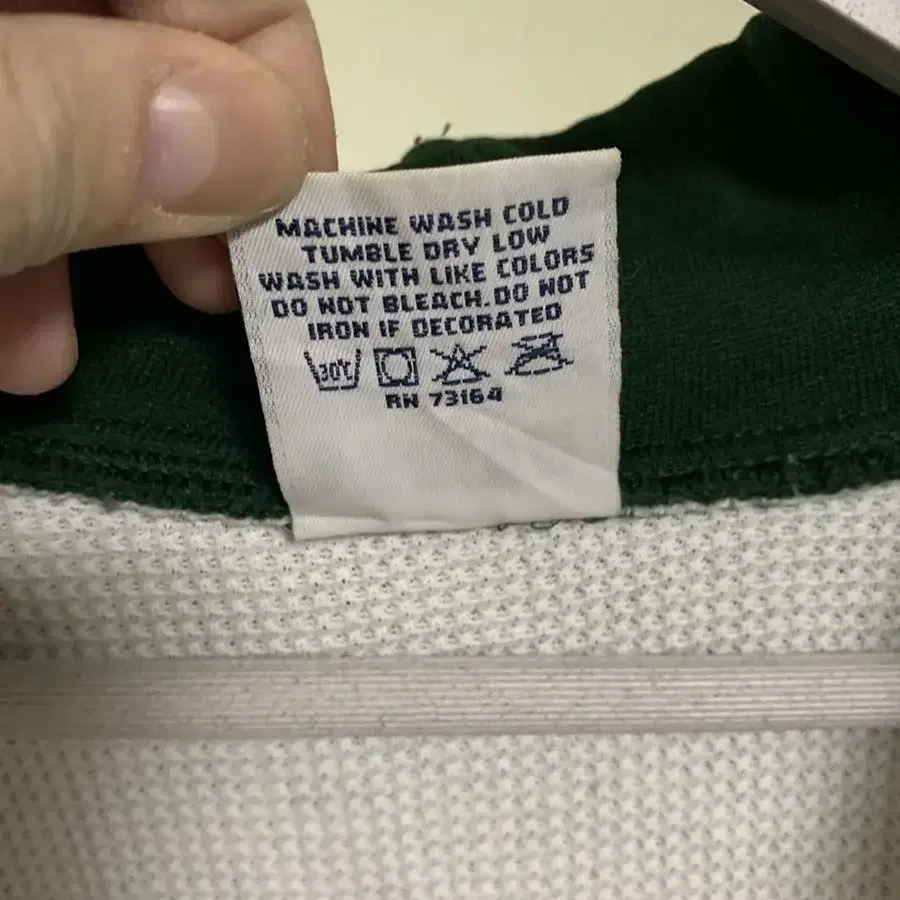 MACHINE WASH COLD
TUMBLE DRY LOW
WASH WITH LIKE COLORS
DO NOT BLEACH.DO NOT
IRON IF DECORATED
30℃
RN 73164